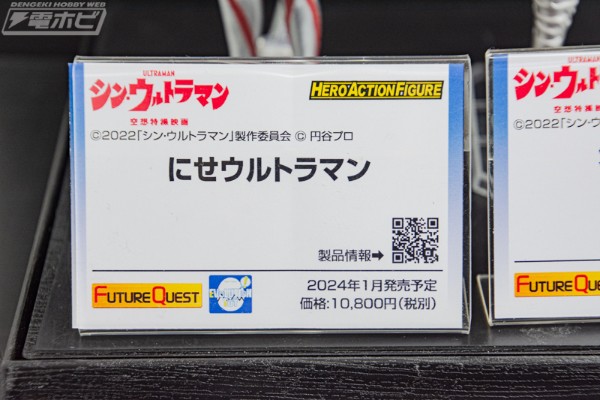 DENGEKI HOBBY WEB
電ホビ
ULTRAMAN
シン・ウルトラマン
空想特撮映画
HERO ACTION FIGURE
©2022「シン・ウルトラマン」製作委員会 © 円谷プロ
にせウルトラマン
製品情報➡
FUTURE QUEST
2024年1月発売予定
価格:10,800円(税別)
シン・ウ
空想特
©2022「シン・ウ
FUTURE Q